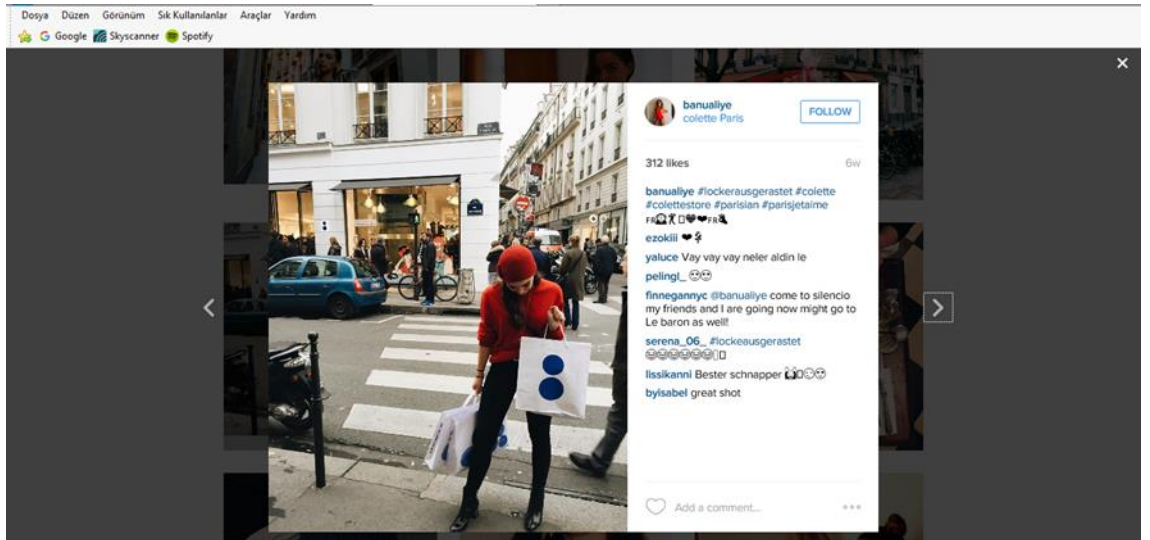 Dosya Düzen Görünüm Sık Kullanılanlar Araçlar Yardım
Google Skyscanner Spotify
banualiye
colette Paris
FOLLOW
312 likes 6w
banualiye #lockerausgerastet #colette
#colettestore #parisian #parisjetaime
FR FR
ezokiii
yaluce Vay vay vay neler aldin le
pelingl_
finnegannyc @banualiye come to silencio
my friends and I are going now might go to
Le baron as well!
serena_06_ #lockeausgerastet
lissikanni Bester schnapper
byisabel great shot
Add a comment...